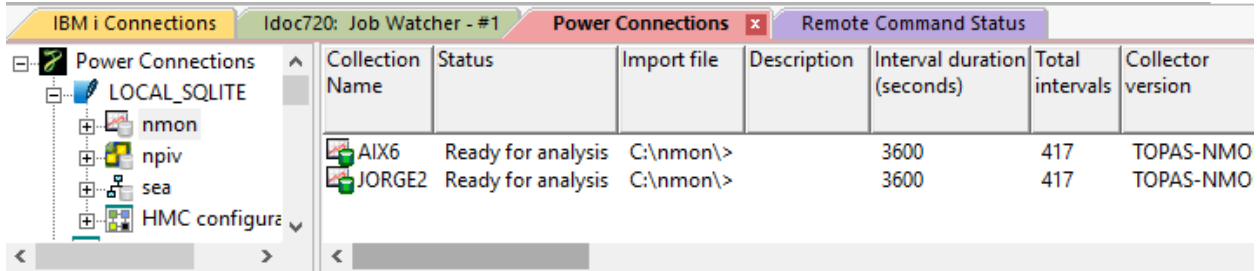 IBM i Connections
Idoc720: Job Watcher - #1
Power Connections
x
Remote Command Status
Power Connections
LOCAL_SQLITE
nmon
npiv
sea
HMC configura
Collection Name
Status
Import file
Description
Interval duration (seconds)
Total intervals
Collector version
AIX6 Ready for analysis C:\nmon\> 3600 417 TOPAS-NMO
JORGE2 Ready for analysis C:\nmon\> 3600 417 TOPAS-NMO